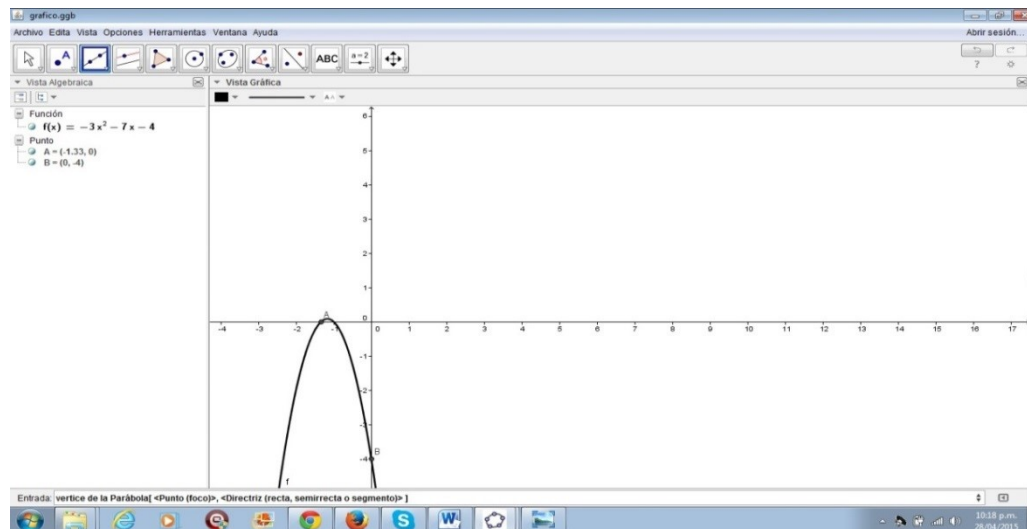 grafico.ggb
Archivo Edita Vista Opciones Herramientas Ventana Ayuda
Abrir sesión...
ABC
a=2
Vista Algebraica
Vista Gráfica
Función
f(x) = −3x² − 7x − 4
Punto
A = (-1.33, 0)
B = (0, -4)
6
5
4
3
2
1
0
-4 -3 -2 -1 0 1 2 3 4 5 6 7 8 9 10 11 12 13 14 15 16 17
A
-1
-2
-3
-4
B
f
Entrada: vertice de la Parábola[ <Punto (foco)>, <Directriz (recta, semirrecta o segmento)> ]
10:18 p.m.